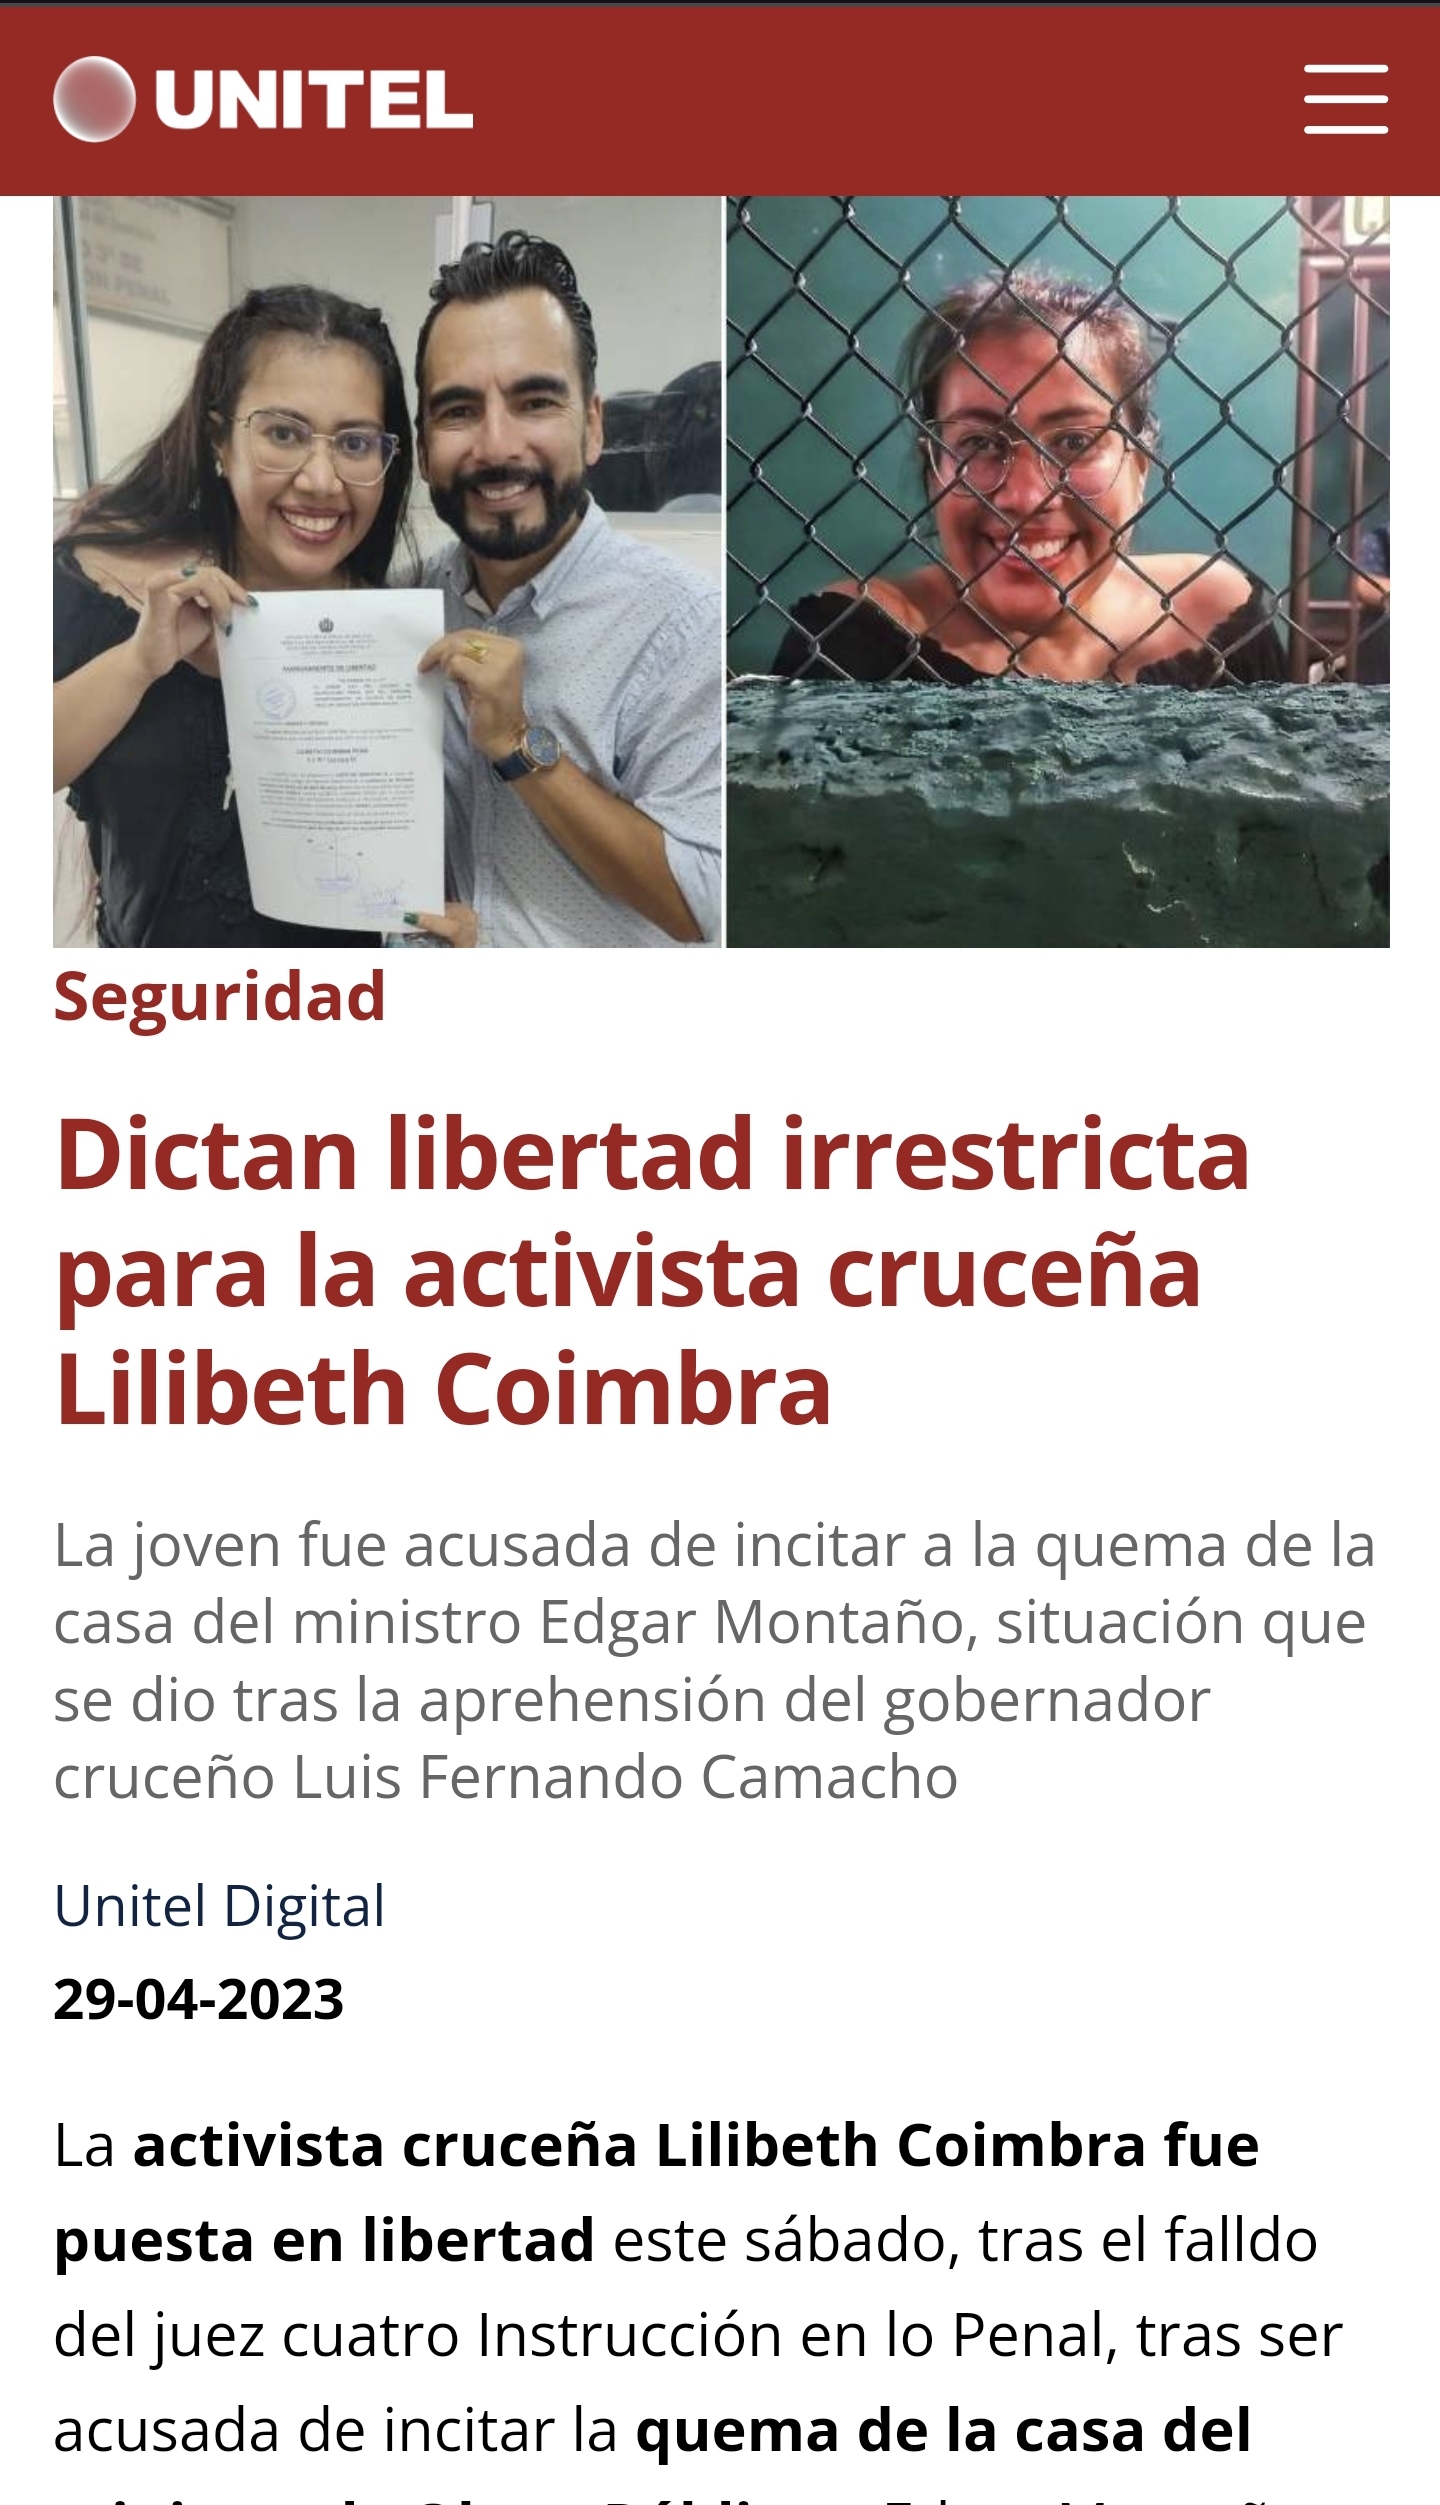 UNITEL
MANDAMIENTO DE LIBERTAD
Seguridad
Dictan libertad irrestricta
para la activista cruceña
Lilibeth Coimbra
La joven fue acusada de incitar a la quema de la
casa del ministro Edgar Montaño, situación que
se dio tras la aprehensión del gobernador
cruceño Luis Fernando Camacho
Unitel Digital
29-04-2023
La activista cruceña Lilibeth Coimbra fue
puesta en libertad este sábado, tras el falldo
del juez cuatro Instrucción en lo Penal, tras ser
acusada de incitar la quema de la casa del